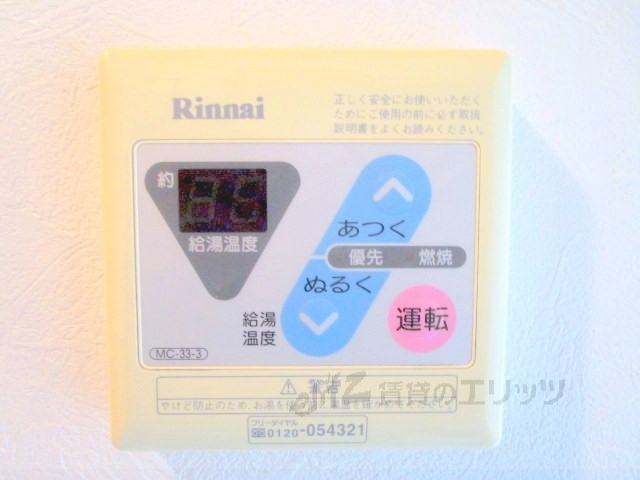 Rinnai
正しく安全にお使いいただく
ためにご使用の前に必ず取扱
説明書をよくお読みください。
約
給湯温度
あつく
優先 燃焼
ぬるく
給湯
温度
運転
MC-33-3
賃貸のエリッツ
やけど防止のため、お湯を
フリーダイヤル
0120-054321